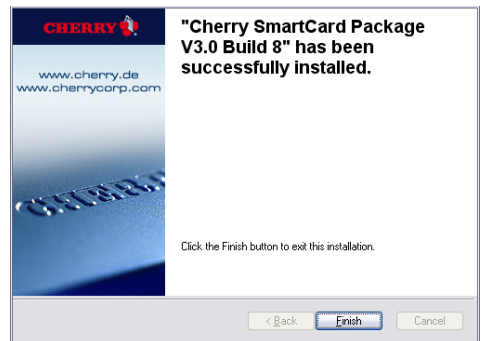 CHERRY
"Cherry SmartCard Package
V3.0 Build 8" has been
successfully installed.
www.cherry.de
www.cherrycorp.com
CHERRY
Click the Finish button to exit this installation.
< Back
Finish
Cancel